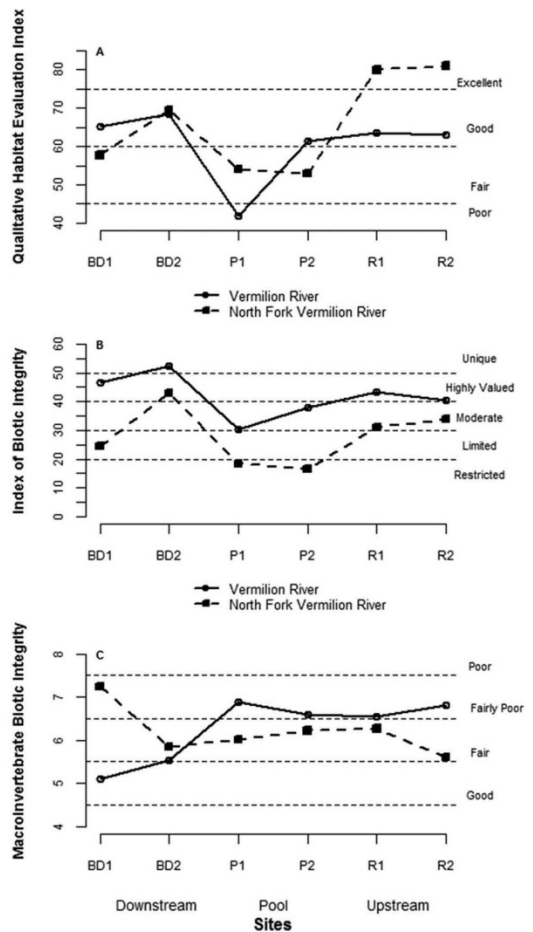 A
Qualitative Habitat Evaluation Index
80
70
60
50
40
Excellent
Good
Fair
Poor
BD1 BD2 P1 P2 R1 R2
Vermilion River
North Fork Vermilion River
B
Index of Biotic Integrity
60
50
40
30
20
10
0
Unique
Highly Valued
Moderate
Limited
Restricted
BD1 BD2 P1 P2 R1 R2
Vermilion River
North Fork Vermilion River
C
Macroinvertebrate Biotic Integrity
8
7
6
5
4
Poor
Fairly Poor
Fair
Good
BD1 BD2 P1 P2 R1 R2
Downstream Pool Upstream
Sites